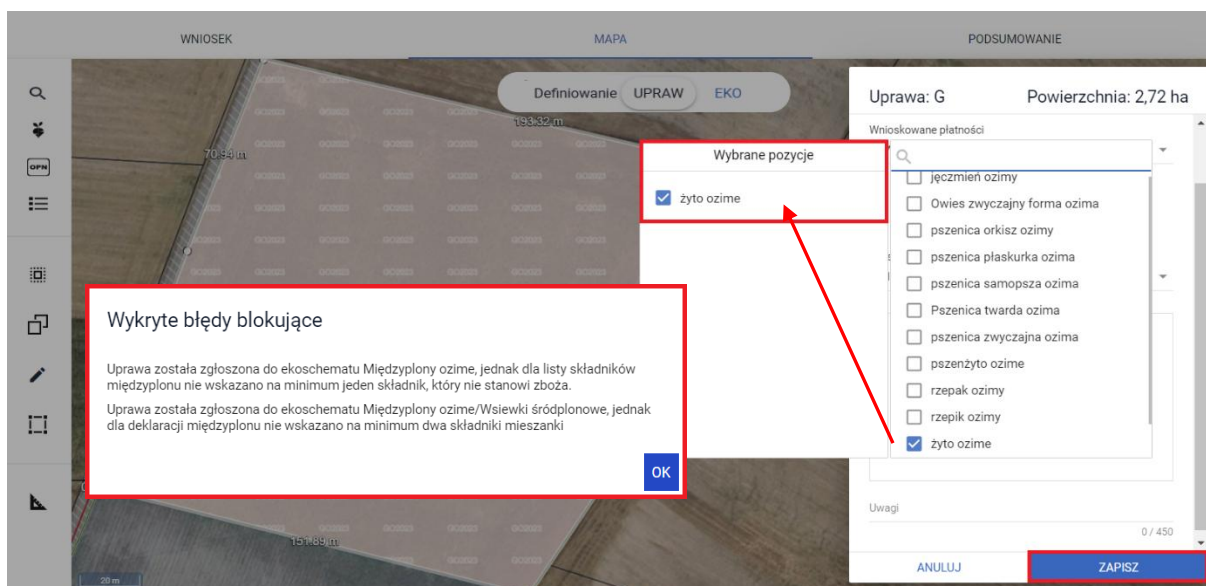 WNIOSEK
MAPA
PODSUMOWANIE
Definiowanie UPRAW EKO
Uprawa: G Powierzchnia: 2,72 ha
Wnioskowane płatności
193.32 m
70.94 m
OPN
Wybrane pozycje
żyto ozime
jęczmień ozimy
Owies zwyczajny forma ozima
pszenica orkisz ozimy
pszenica płaskurka ozima
pszenica samopsza ozima
Pszenica twarda ozima
pszenica zwyczajna ozima
pszenżyto ozime
rzepak ozimy
rzepik ozimy
żyto ozime
Wykryte błędy blokujące
Uprawa została zgłoszona do ekoschematu Międzyplony ozime, jednak dla listy składników
międzyplonu nie wskazano na minimum jeden składnik, który nie stanowi zboża.
Uprawa została zgłoszona do ekoschematu Międzyplony ozime/Wsiewki śródplonowe, jednak
dla deklaracji międzyplonu nie wskazano na minimum dwa składniki mieszanki
OK
Uwagi
0 / 450
ANULUJ
ZAPISZ
151.89 m
20 m